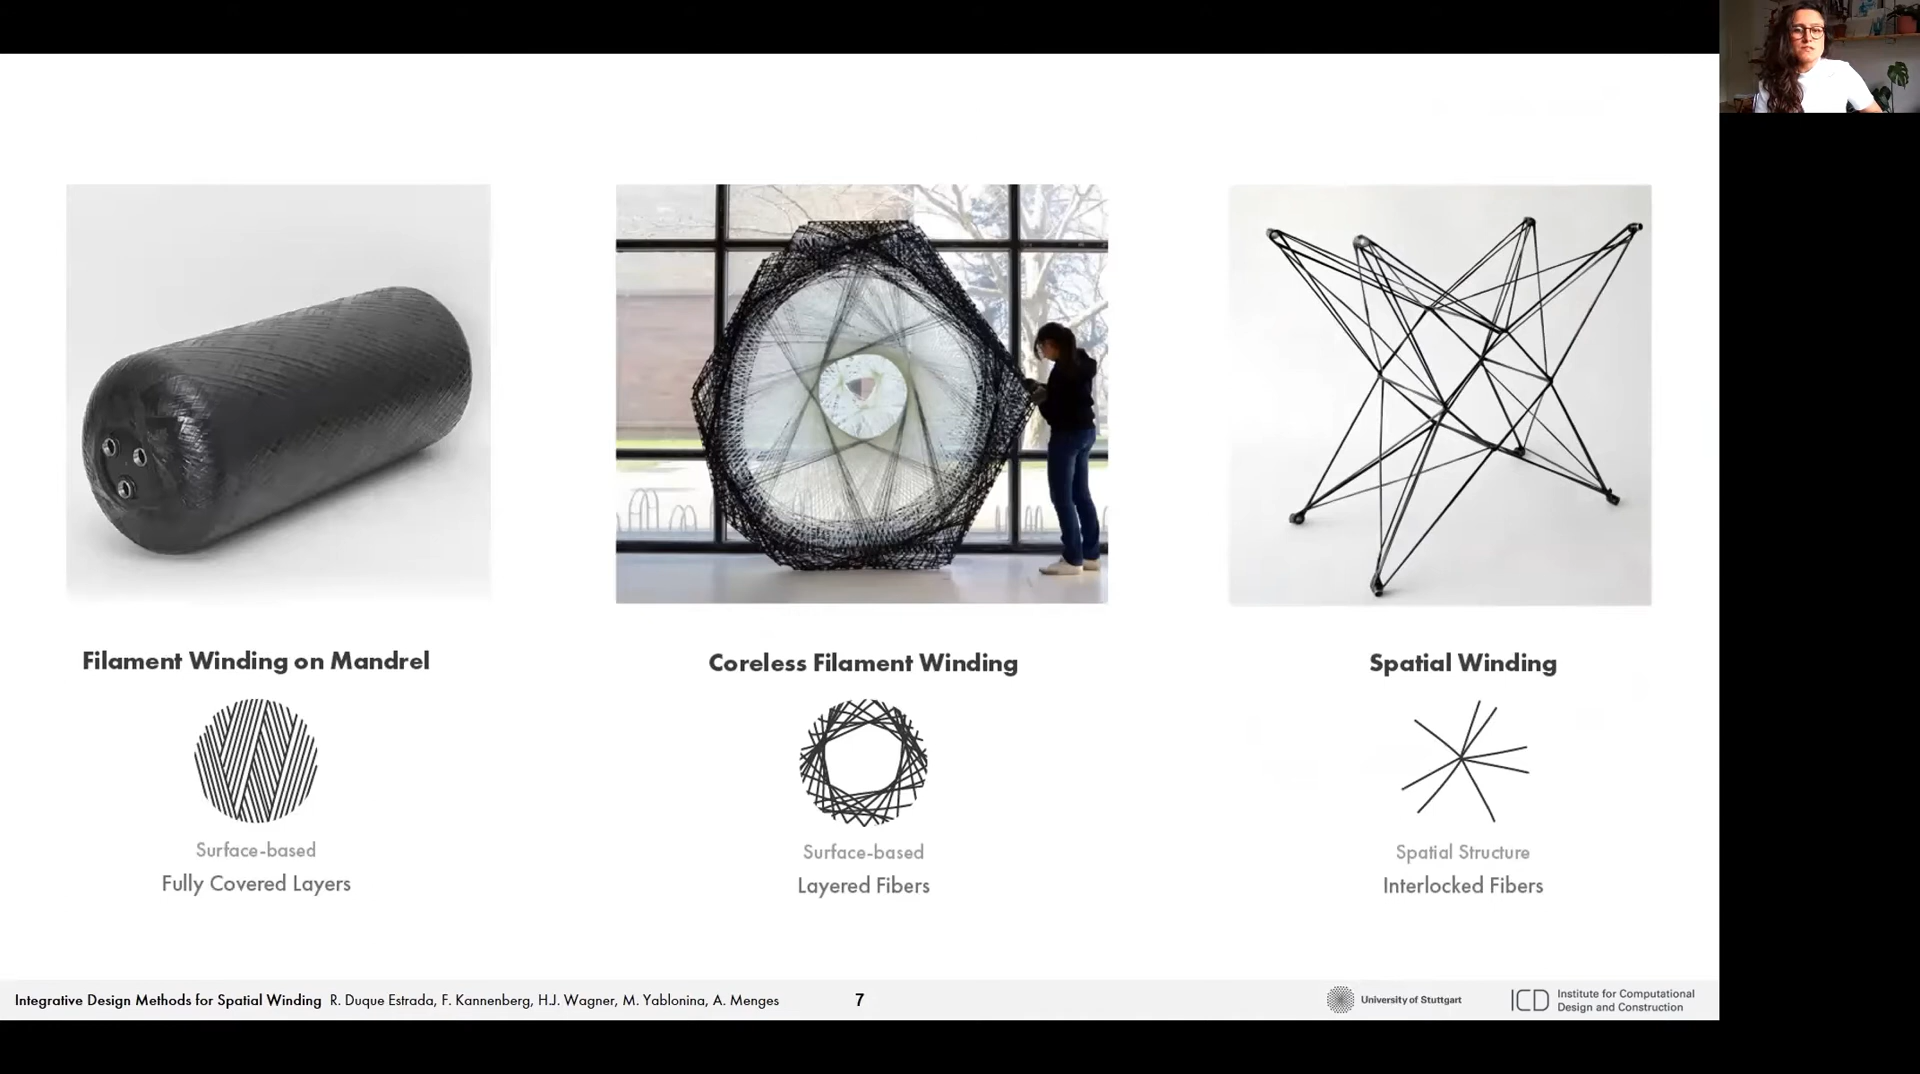 Filament Winding on Mandrel
Surface-based
Fully Covered Layers
Coreless Filament Winding
Surface-based
Layered Fibers
Spatial Winding
Spatial Structure
Interlocked Fibers
Integrative Design Methods for Spatial Winding R. Duque Estrada, F. Kannenberg, H.J. Wagner, M. Yablonina, A. Menges
7
University of Stuttgart
ICD
Institute for Computational
Design and Construction